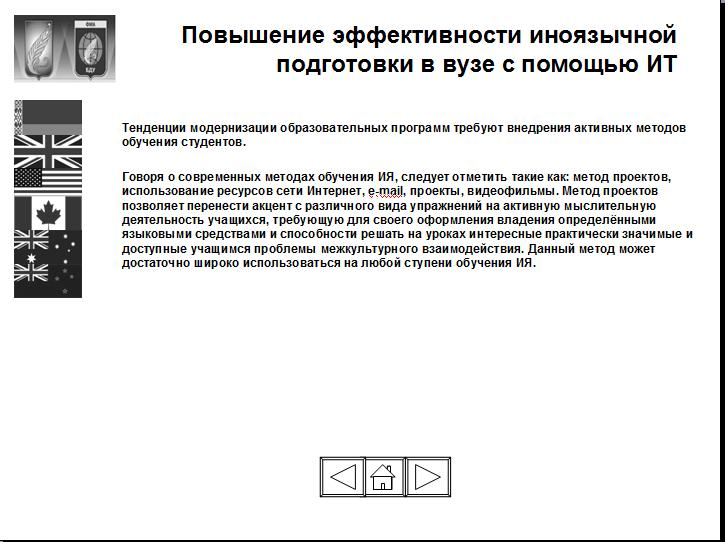 ФМА
БДУ
Повышение эффективности иноязычной
подготовки в вузе с помощью ИТ
Тенденции модернизации образовательных программ требуют внедрения активных методов
обучения студентов.
Говоря о современных методах обучения ИЯ, следует отметить такие как: метод проектов,
использование ресурсов сети Интернет, e-mail, проекты, видеофильмы. Метод проектов
позволяет перенести акцент с различного вида упражнений на активную мыслительную
деятельность учащихся, требующую для своего оформления владения определёнными
языковыми средствами и способности решать на уроках интересные практически значимые и
доступные учащимся проблемы межкультурного взаимодействия. Данный метод может
достаточно широко использоваться на любой ступени обучения ИЯ.